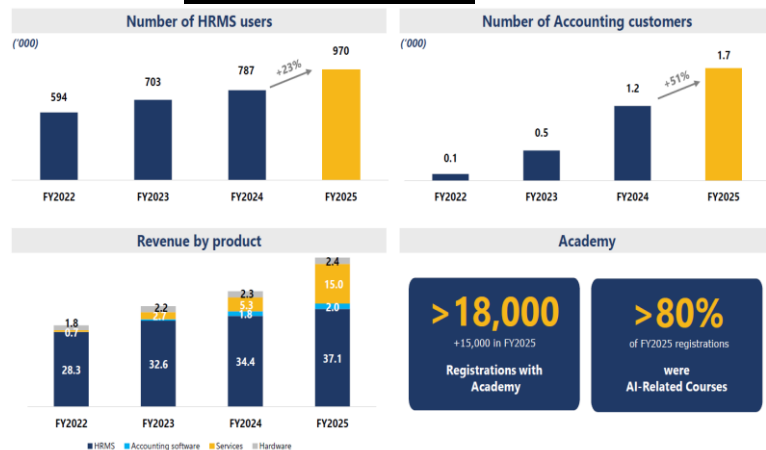 Number of HRMS users
('000)
594
703
787
+23%
970
FY2022 FY2023 FY2024 FY2025
Number of Accounting customers
('000)
0.1
0.5
1.2
+51%
1.7
FY2022 FY2023 FY2024 FY2025
Revenue by product
1.8
0.7
28.3
2.2
2.7
32.6
2.3
5.3
1.8
34.4
2.4
15.0
2.0
37.1
FY2022 FY2023 FY2024 FY2025
HRMS Accounting software Services Hardware
Academy
>18,000
+15,000 in FY2025
Registrations with
Academy
>80%
of FY2025 registrations
were
AI-Related Courses